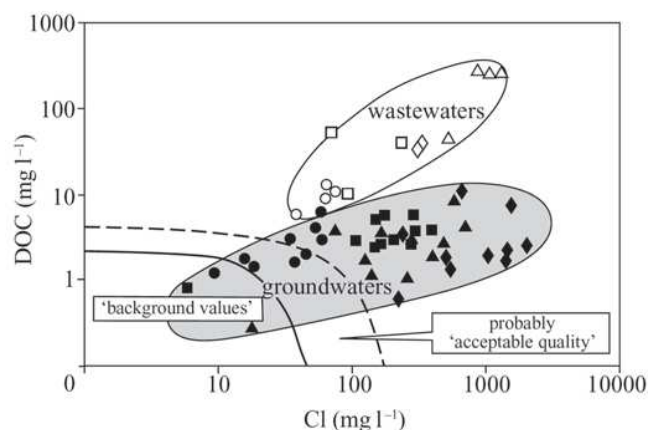 1000
100
10
1
0
DOC (mg l⁻¹)
wastewaters
groundwaters
'background values'
probably
'acceptable quality'
10
100
1000
10000
Cl (mg l⁻¹)